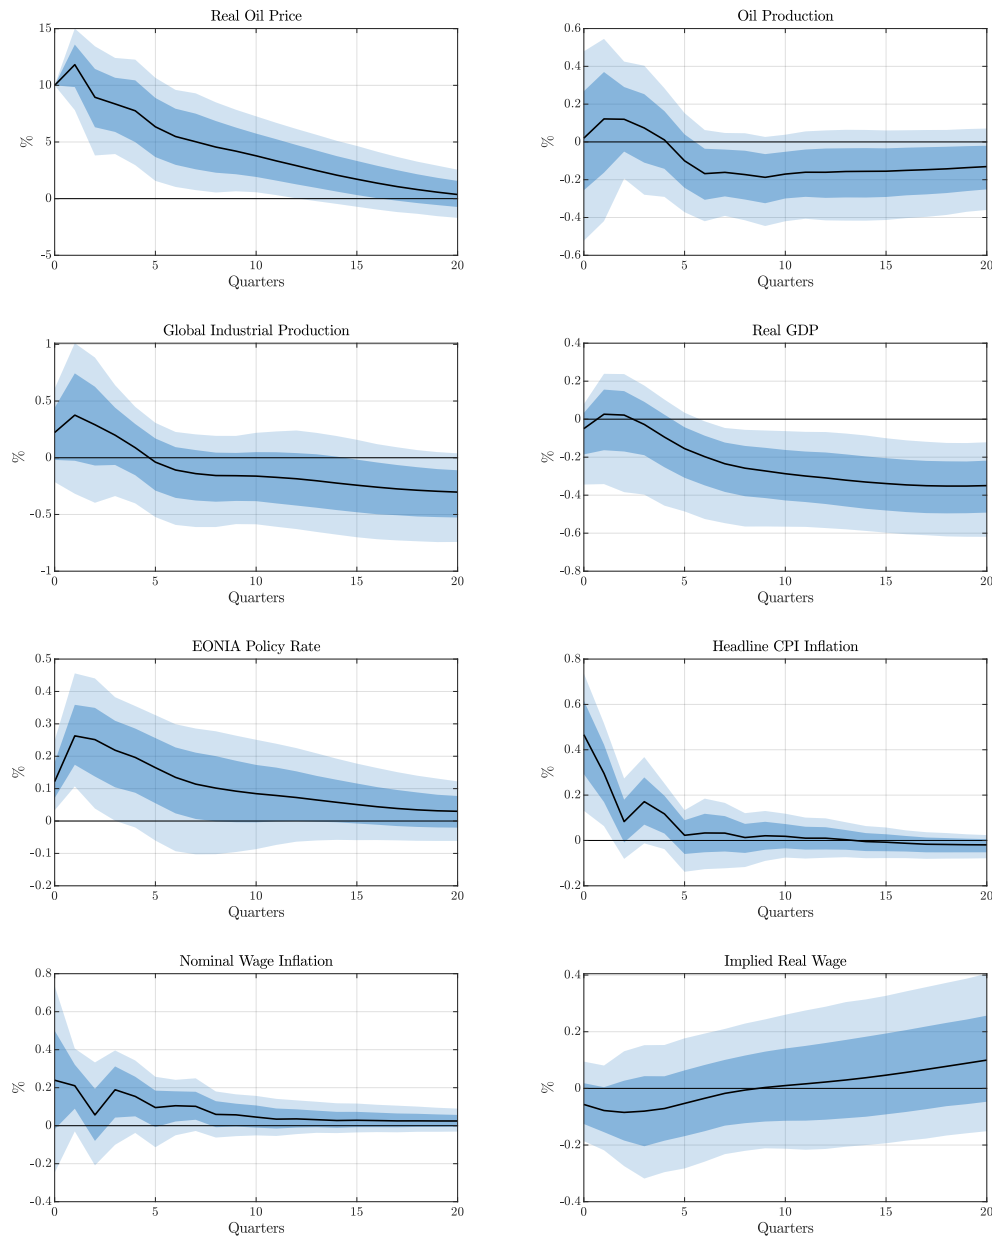 Real Oil Price
15
10
5
0
-5
%
0 5 10 15 20
Quarters
Oil Production
0.6
0.4
0.2
0
-0.2
-0.4
-0.6
%
0 5 10 15 20
Quarters
Global Industrial Production
1
0.5
0
-0.5
-1
%
0 5 10 15 20
Quarters
Real GDP
0.4
0.2
0
-0.2
-0.4
-0.6
-0.8
%
0 5 10 15 20
Quarters
EONIA Policy Rate
0.5
0.4
0.3
0.2
0.1
0
-0.1
-0.2
%
0 5 10 15 20
Quarters
Headline CPI Inflation
0.8
0.6
0.4
0.2
0
-0.2
%
0 5 10 15 20
Quarters
Nominal Wage Inflation
0.8
0.6
0.4
0.2
0
-0.2
-0.4
%
0 5 10 15 20
Quarters
Implied Real Wage
0.4
0.2
0
-0.2
-0.4
%
0 5 10 15 20
Quarters